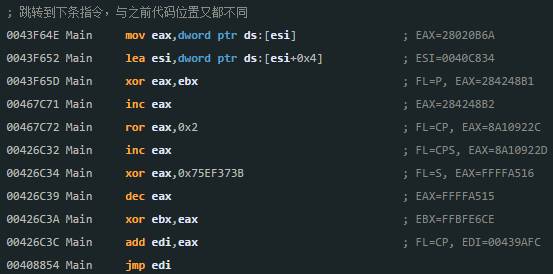 ; 跳转到下条指令，与之前代码位置又都不同
0043F64E Main mov eax,dword ptr ds:[esi] ; EAX=28020B6A
0043F652 Main lea esi,dword ptr ds:[esi+0x4] ; ESI=0040C834
0043F65D Main xor eax,ebx ; FL=P, EAX=284248B1
00467C71 Main inc eax ; EAX=284248B2
00467C72 Main ror eax,0x2 ; FL=CP, EAX=8A10922C
00426C32 Main inc eax ; FL=CPS, EAX=8A10922D
00426C34 Main xor eax,0x75EF373B ; FL=S, EAX=FFFFA516
00426C39 Main dec eax ; EAX=FFFFA515
00426C3A Main xor ebx,eax ; EBX=FFBFE6CE
00426C3C Main add edi,eax ; FL=CP, EDI=00439AFC
00408854 Main jmp edi